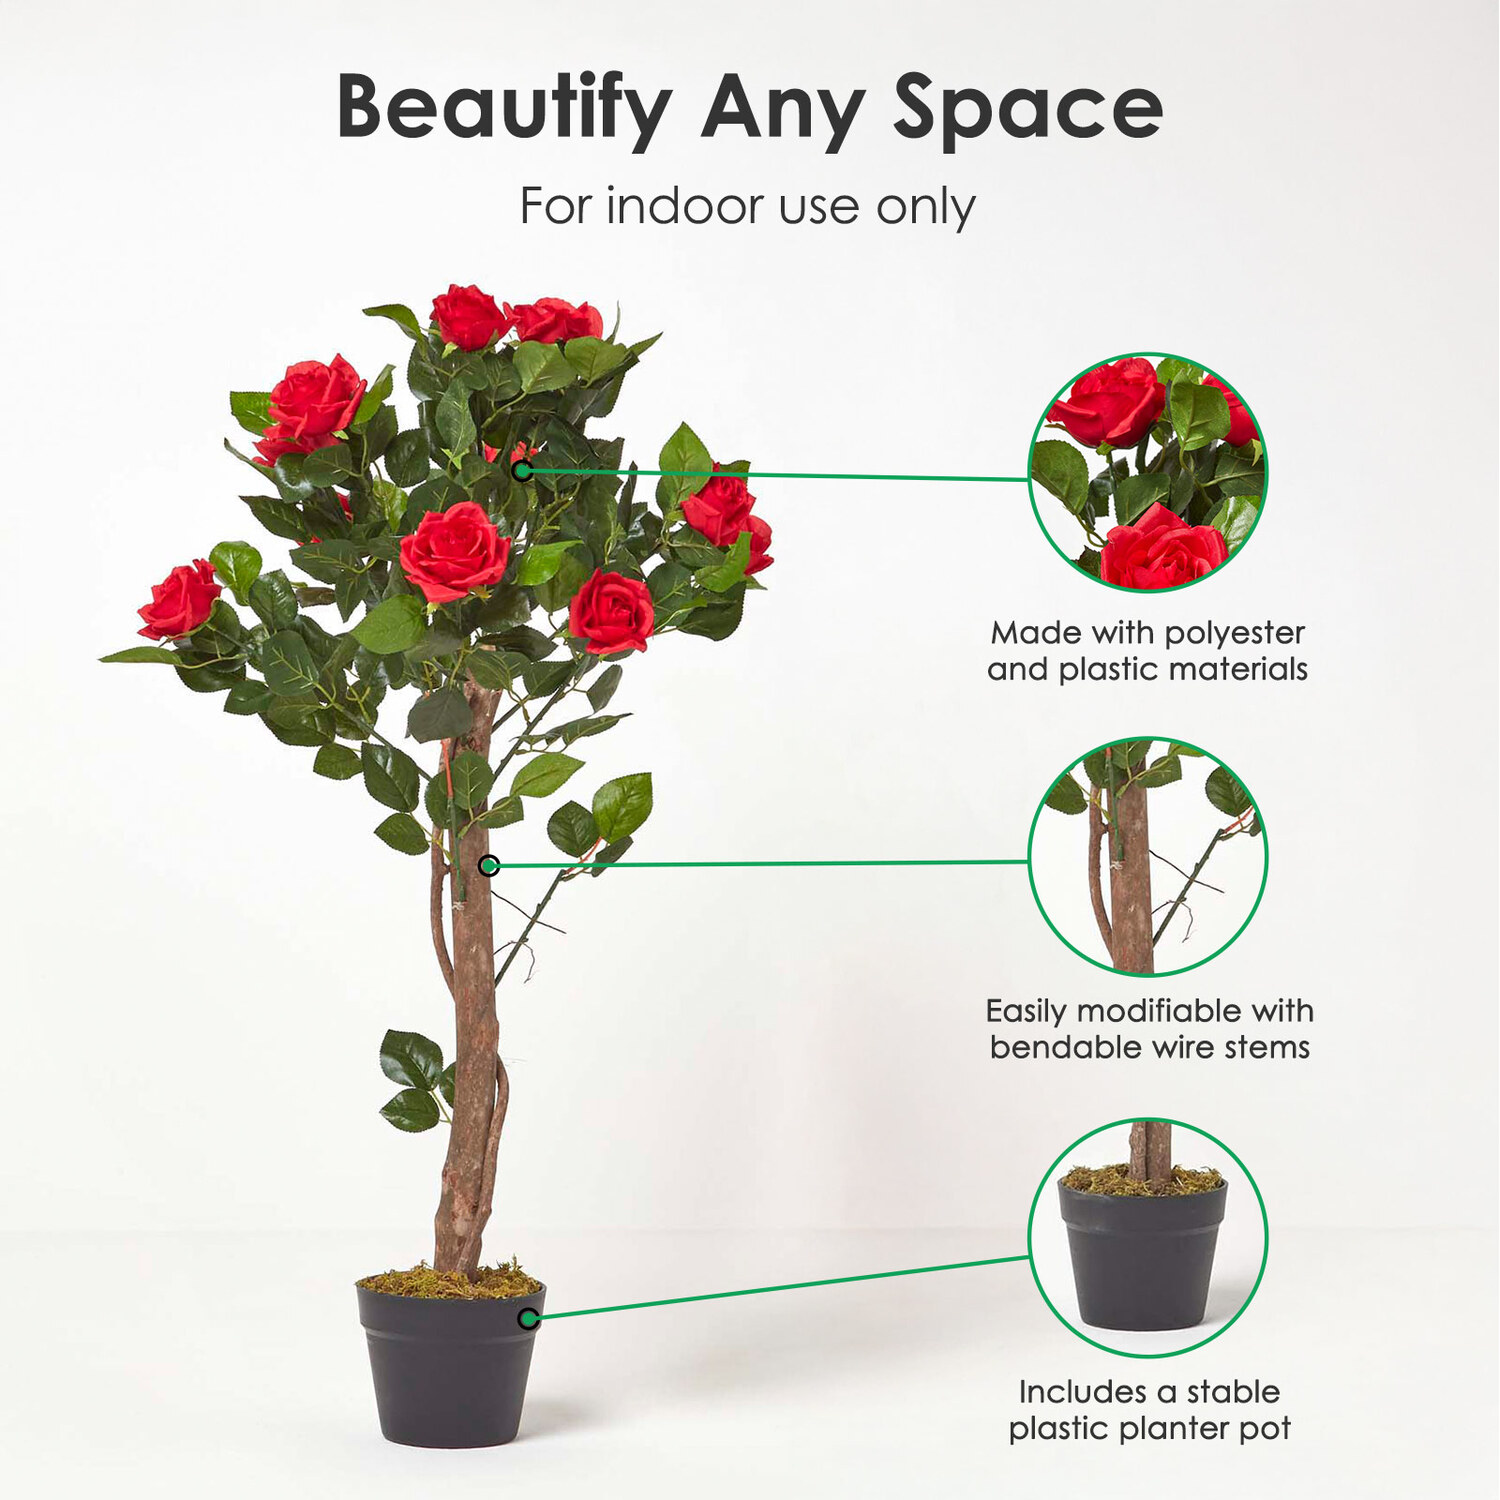 Beautify Any Space
For indoor use only
Made with polyester
and plastic materials
Easily modifiable with
bendable wire stems
Includes a stable
plastic planter pot